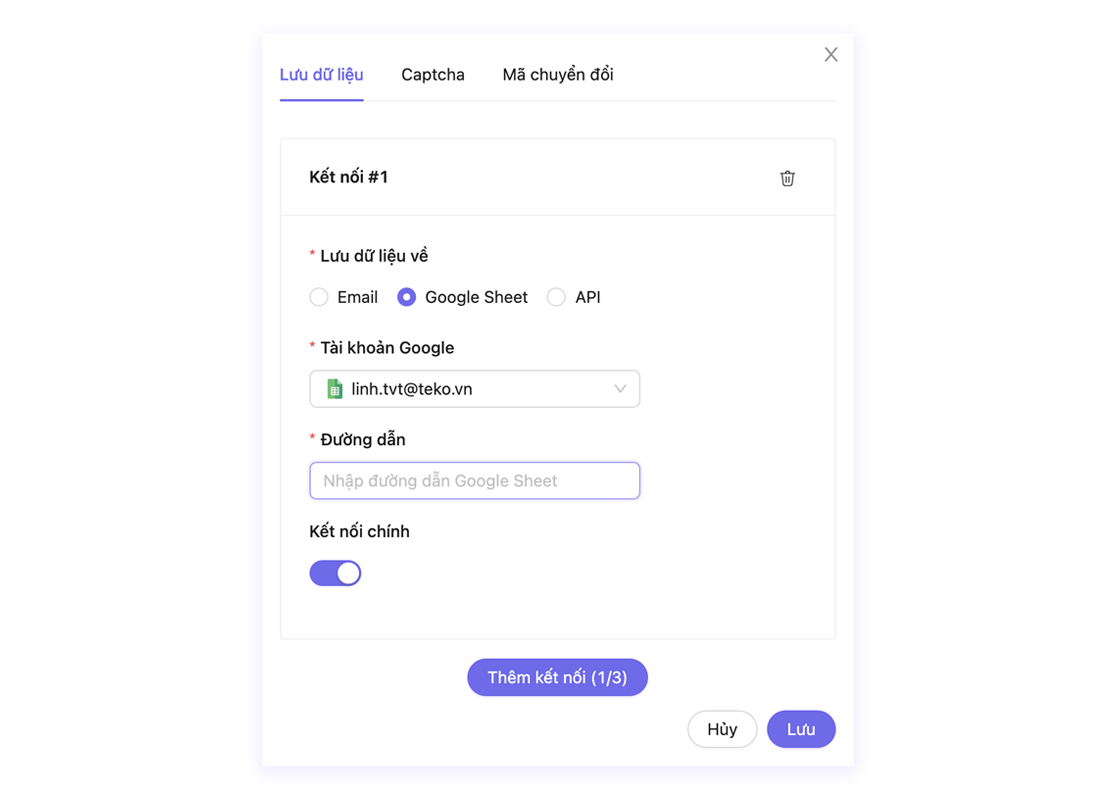 Lưu dữ liệu Captcha Mã chuyển đổi
Kết nối #1
* Lưu dữ liệu về
Email Google Sheet API
* Tài khoản Google
linh.tvt@teko.vn
* Đường dẫn
Nhập đường dẫn Google Sheet
Kết nối chính
Thêm kết nối (1/3)
Hủy Lưu